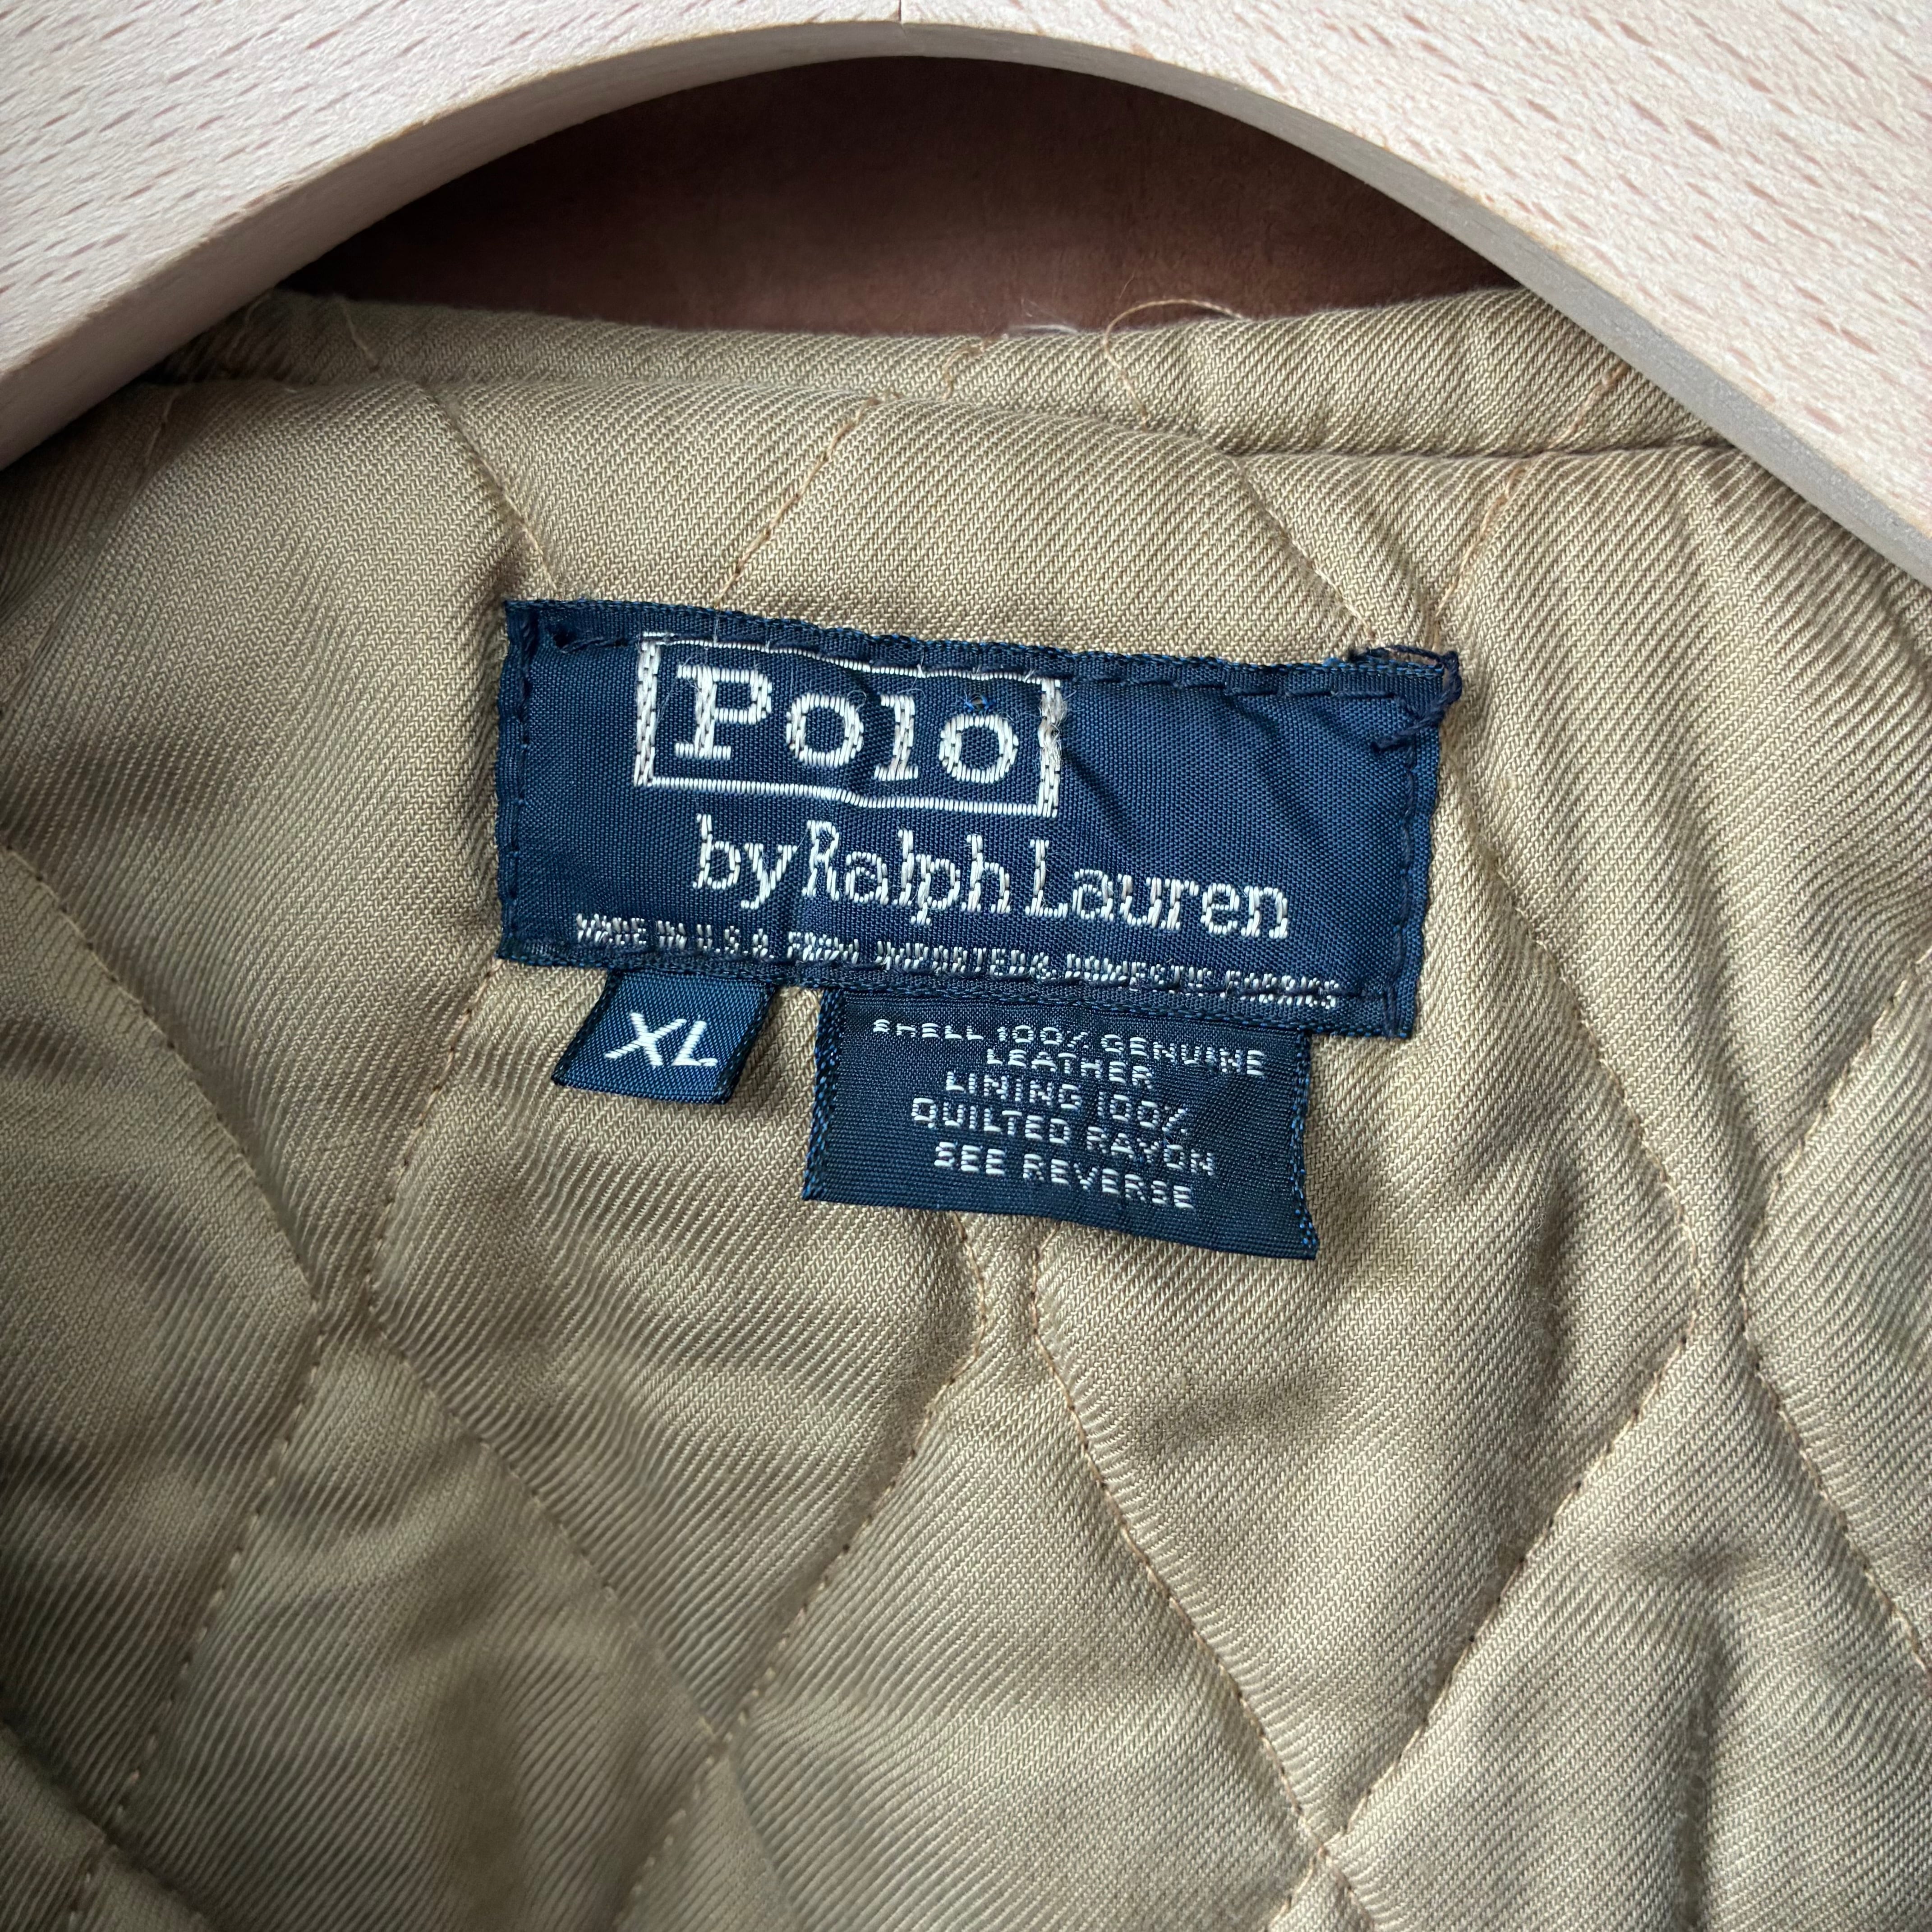 Polo
by Ralph Lauren
MADE IN U.S.A. FROM IMPORTED & DOMESTIC FABRICS
XL
SHELL 100% GENUINE
LEATHER
LINING 100%
QUILTED RAYON
SEE REVERSE